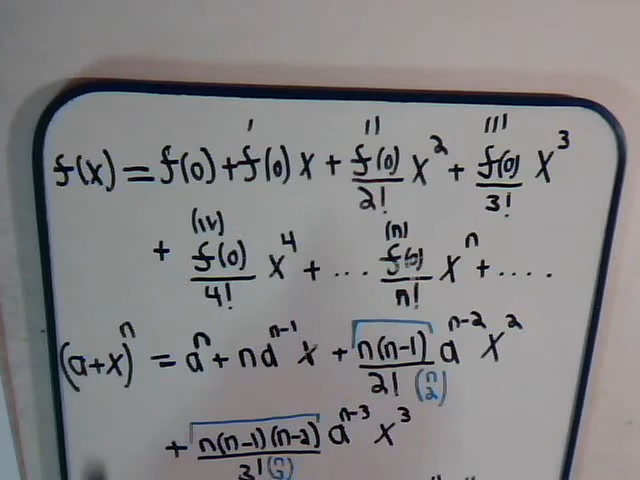 f(x) = f(0) + f'(0) x + f''(0)/2! x^2 + f'''(0)/3! x^3
+ f^(iv)(0)/4! x^4 + ... f^(n)(0)/n! x^n + ....
(a+x)^n = a^n + n a^(n-1) x + n(n-1)/2! (n 2) a^(n-2) x^2
+ n(n-1)(n-2)/3! a^(n-3) x^3